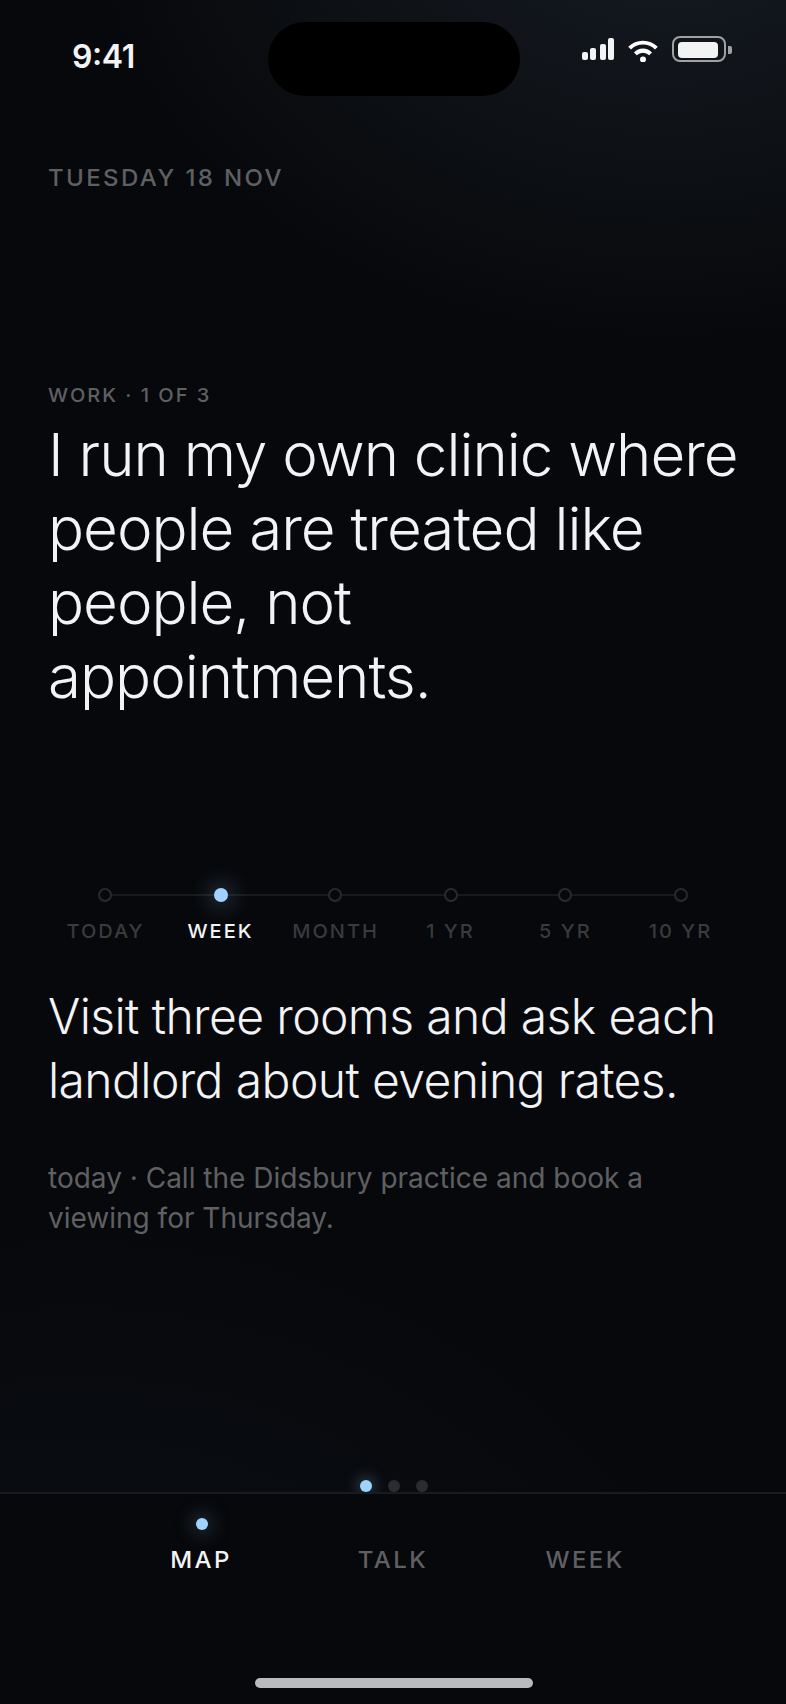 9:41
TUESDAY 18 NOV
WORK · 1 OF 3
I run my own clinic where
people are treated like
people, not
appointments.
TODAY WEEK MONTH 1 YR 5 YR 10 YR
Visit three rooms and ask each
landlord about evening rates.
today · Call the Didsbury practice and book a
viewing for Thursday.
MAP TALK WEEK